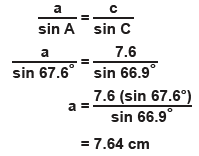 a/sin A = c/sin C
a/sin 67.6° = 7.6/sin 66.9°
a = 7.6 (sin 67.6°)/sin 66.9°
= 7.64 cm